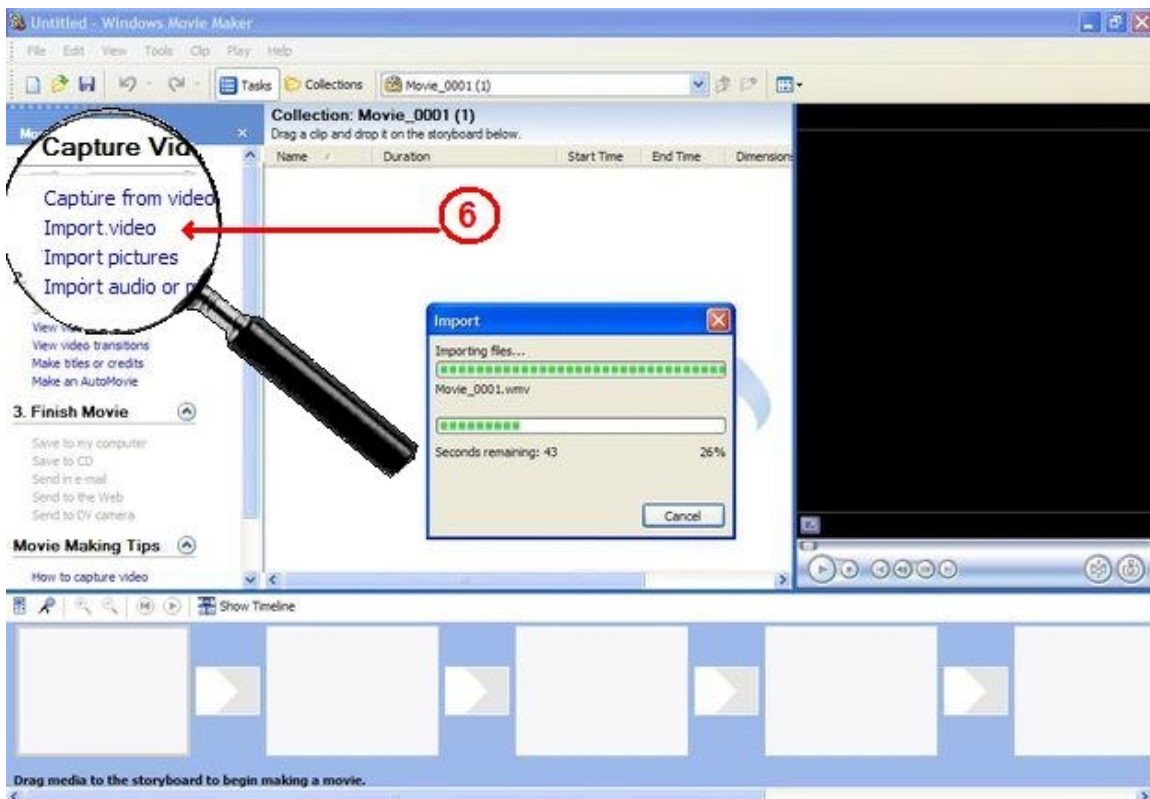 Untitled - Windows Movie Maker
File Edit View Tools Clip Play Help
Tasks Collections Movie_0001 (1)
Collection: Movie_0001 (1)
Drag a clip and drop it on the storyboard below.
Name Duration Start Time End Time Dimensions
Capture Vid
Capture from video
Import video
Import pictures
Import audio or
6
View video transitions
Make titles or credits
Make an AutoMovie
3. Finish Movie
Save to my computer
Save to CD
Send in e-mail
Send to the Web
Send to DV camera
Movie Making Tips
How to capture video
Import
Importing files...
Movie_0001.wmv
Seconds remaining: 43 26%
Cancel
Show Timeline
Drag media to the storyboard to begin making a movie.